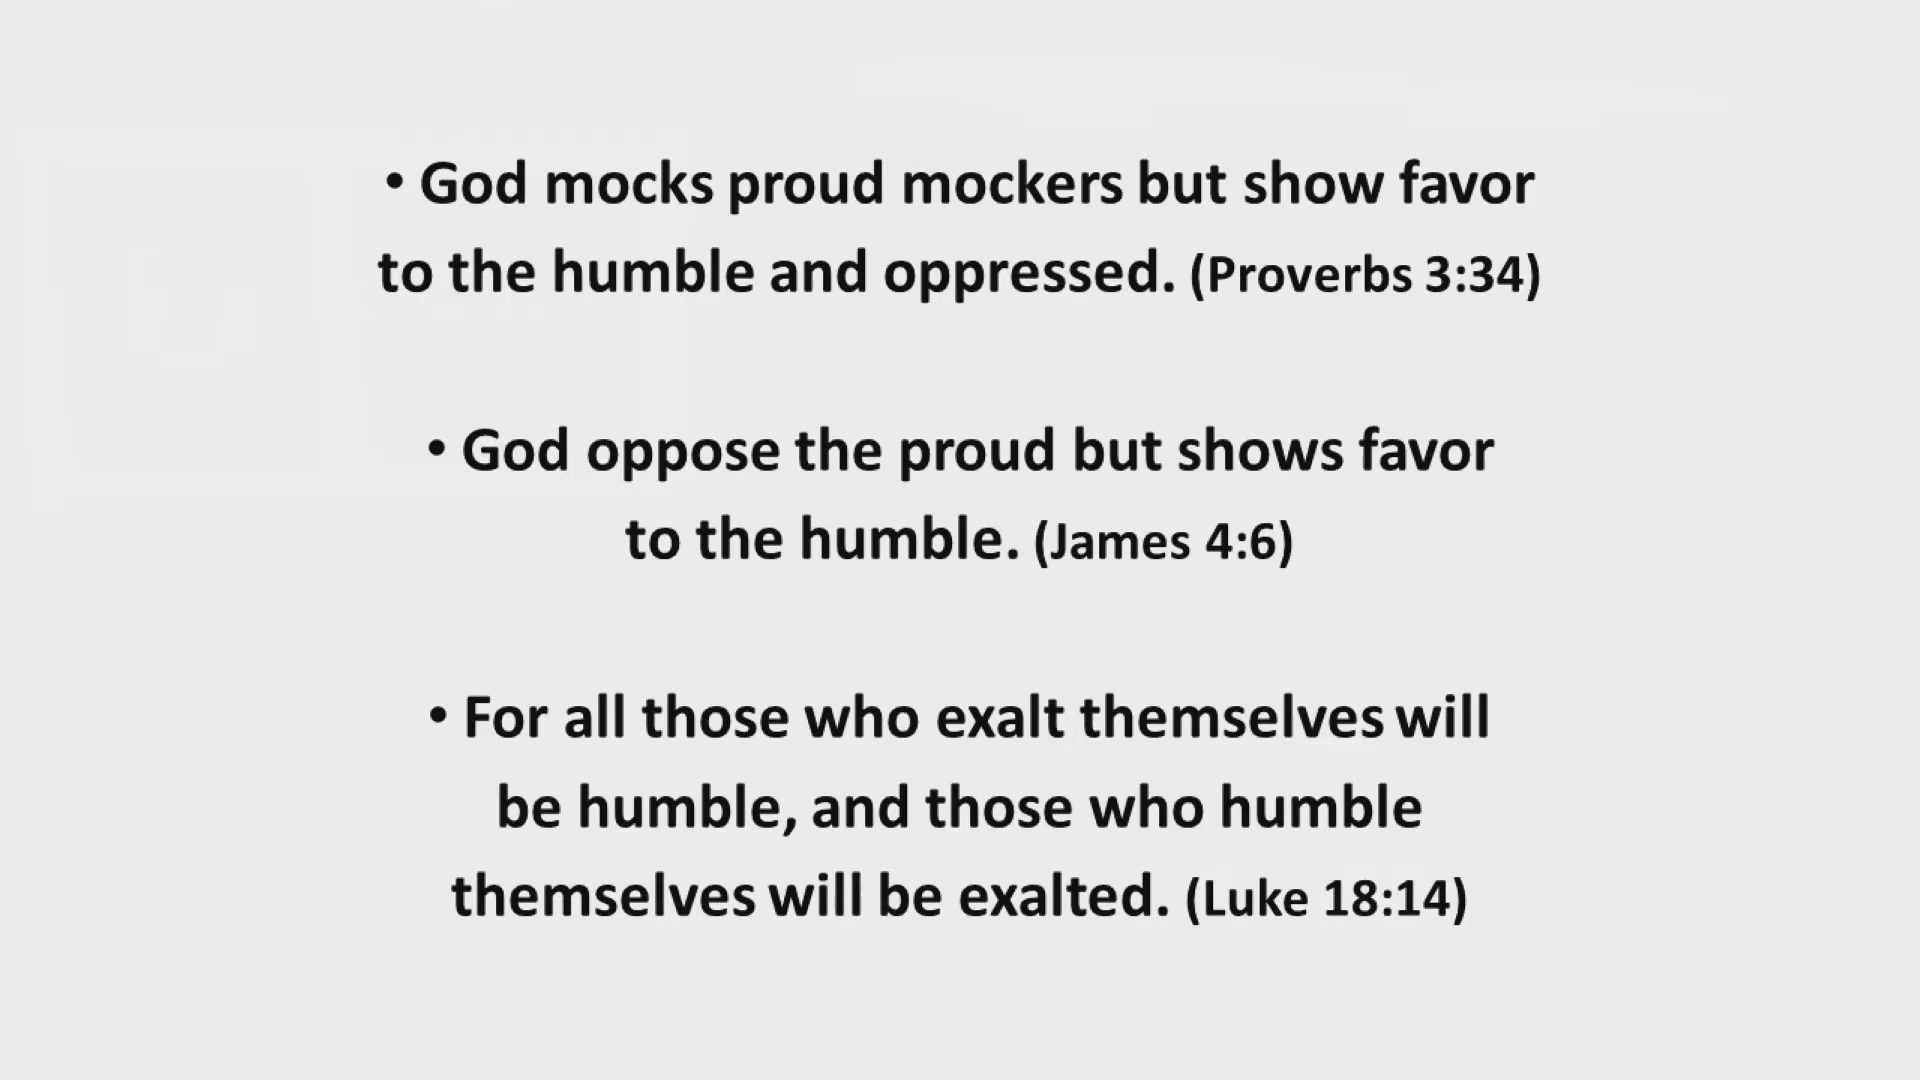 • God mocks proud mockers but show favor
to the humble and oppressed. (Proverbs 3:34)
• God oppose the proud but shows favor
to the humble. (James 4:6)
• For all those who exalt themselves will
be humble, and those who humble
themselves will be exalted. (Luke 18:14)